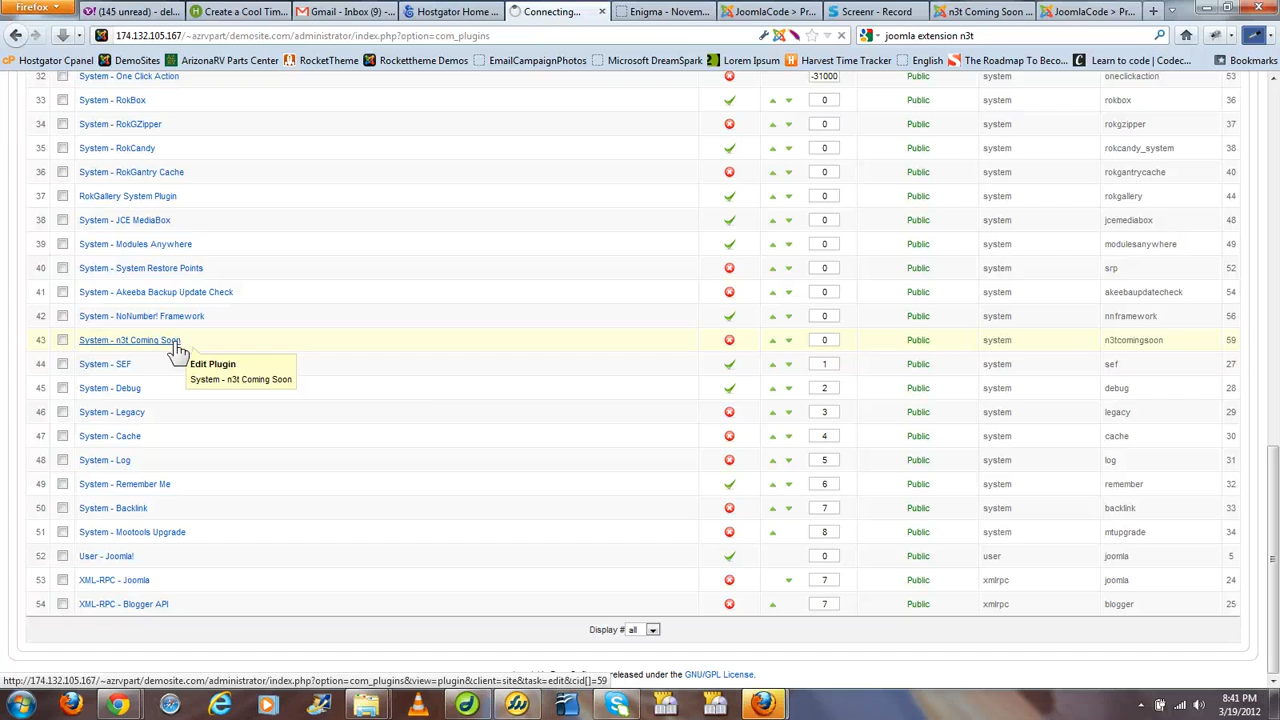 Firefox
(145 unread) - del...
Create a Cool Tim...
Gmail - Inbox (9) -...
Hostgator...
Connecting...
Enigma - Novem...
JoomlaCode > Pr...
Screenr - Record
n3t Coming Soon ...
JoomlaCode > Pr...
174.132.105.167/~azrvpart/demosite.com/administrator/index.php?option=com_plugins
joomla extension n3t
Hostgator Cpanel
DemoSites
ArizonaRV Parts Center
RocketTheme
Rockettheme Demos
EmailCampaignPhotos
Microsoft DreamSpark
Lorem Ipsum
Harvest Time Tracker
English
The Roadmap To Beco...
Learn to code | Codec...
Bookmarks
32 System - One Click Action -31000 Public system oneclickaction 53
33 System - RokBox 0 Public system rokbox 36
34 System - RokGZipper 0 Public system rokgzipper 37
35 System - RokCandy 0 Public system rokcandy_system 38
36 System - RokGantry Cache 0 Public system rokgantrycache 40
37 RokGallery System Plugin 0 Public system rokgallery 44
38 System - JCE MediaBox 0 Public system jcemediabox 48
39 System - Modules Anywhere 0 Public system modulesanywhere 49
40 System - System Restore Points 0 Public system srp 52
41 System - Akeeba Backup Update Check 0 Public system akeebaupdatecheck 54
42 System - NoNumber! Framework 0 Public system nnframework 56
43 System - n3t Coming Soon 0 Public system n3tcomingsoon 59
Edit Plugin
System - n3t Coming Soon
44 System - SEF 1 Public system sef 27
45 System - Debug 2 Public system debug 28
46 System - Legacy 3 Public system legacy 29
47 System - Cache 4 Public system cache 30
48 System - Log 5 Public system log 31
49 System - Remember Me 6 Public system remember 32
50 System - Backlink 7 Public system backlink 33
51 System - Mootools Upgrade 8 Public system mtupgrade 34
52 User - Joomla! 0 Public user joomla 5
53 XML-RPC - Joomla 7 Public xmlrpc joomla 24
54 XML-RPC - Blogger API 7 Public xmlrpc blogger 25
Display # all
released under the GNU/GPL License.
http://174.132.105.167/~azrvpart/demosite.com/administrator/index.php?option=com_plugins&view=plugin&client=site&task=edit&cid[]=59
8:41 PM
3/19/2012